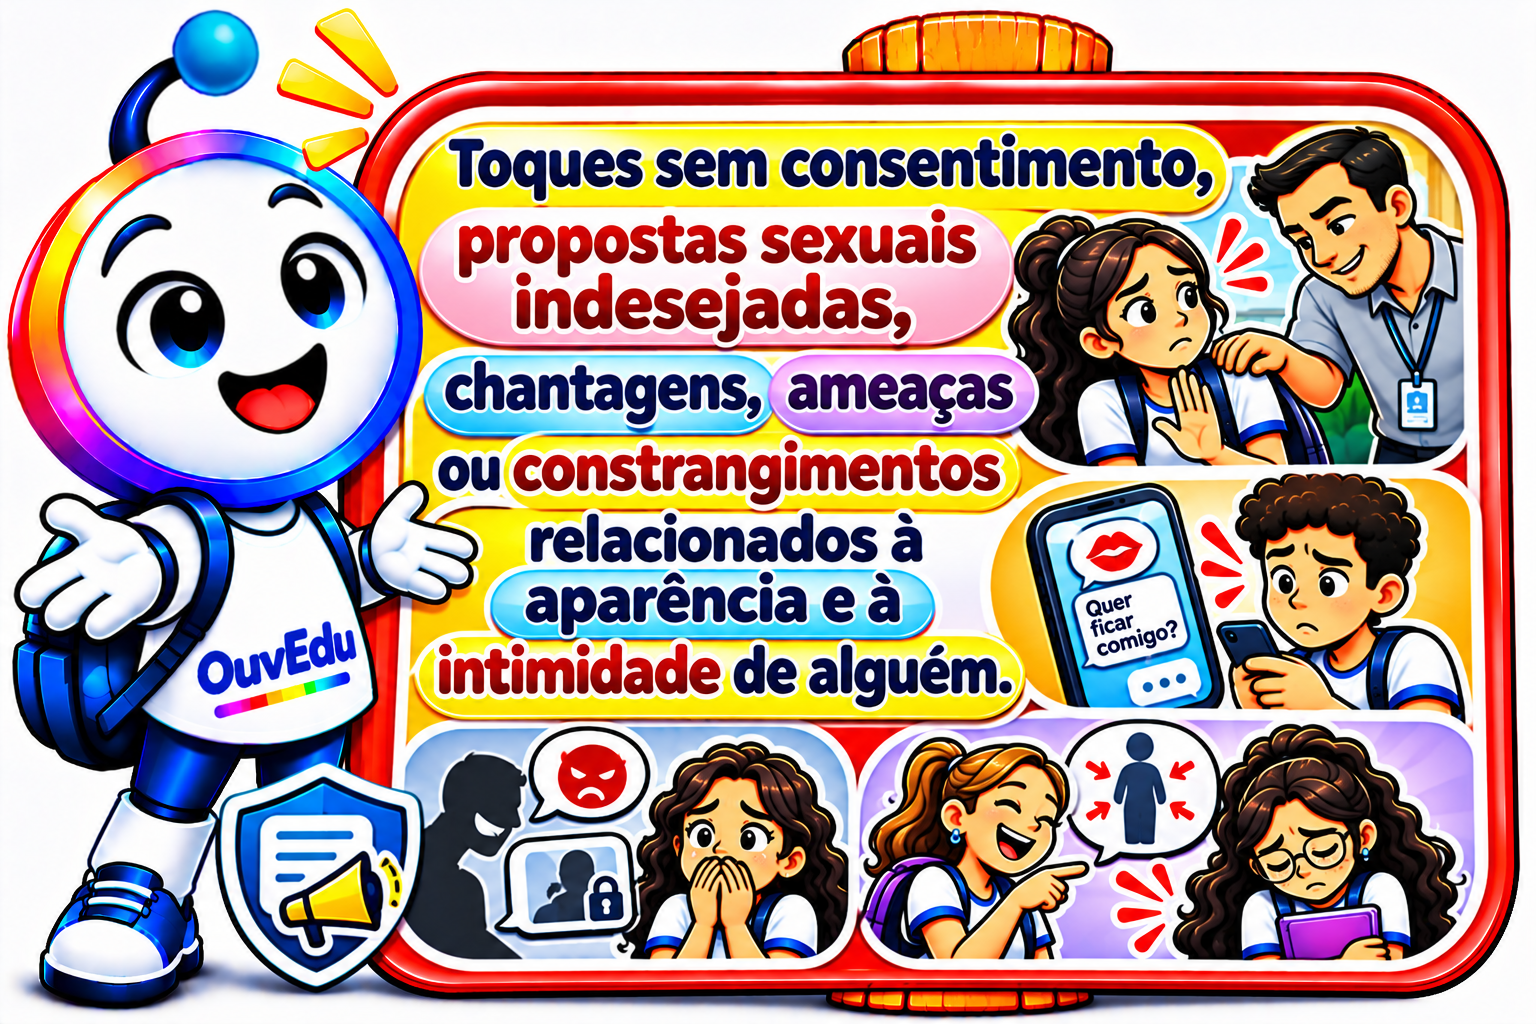 Toques sem consentimento,
propostas sexuais
indesejadas,
chantagens, ameaças
ou constrangimentos
relacionados à
aparência e à
intimidade de alguém.
Quer
ficar
comigo?
OuvEdu